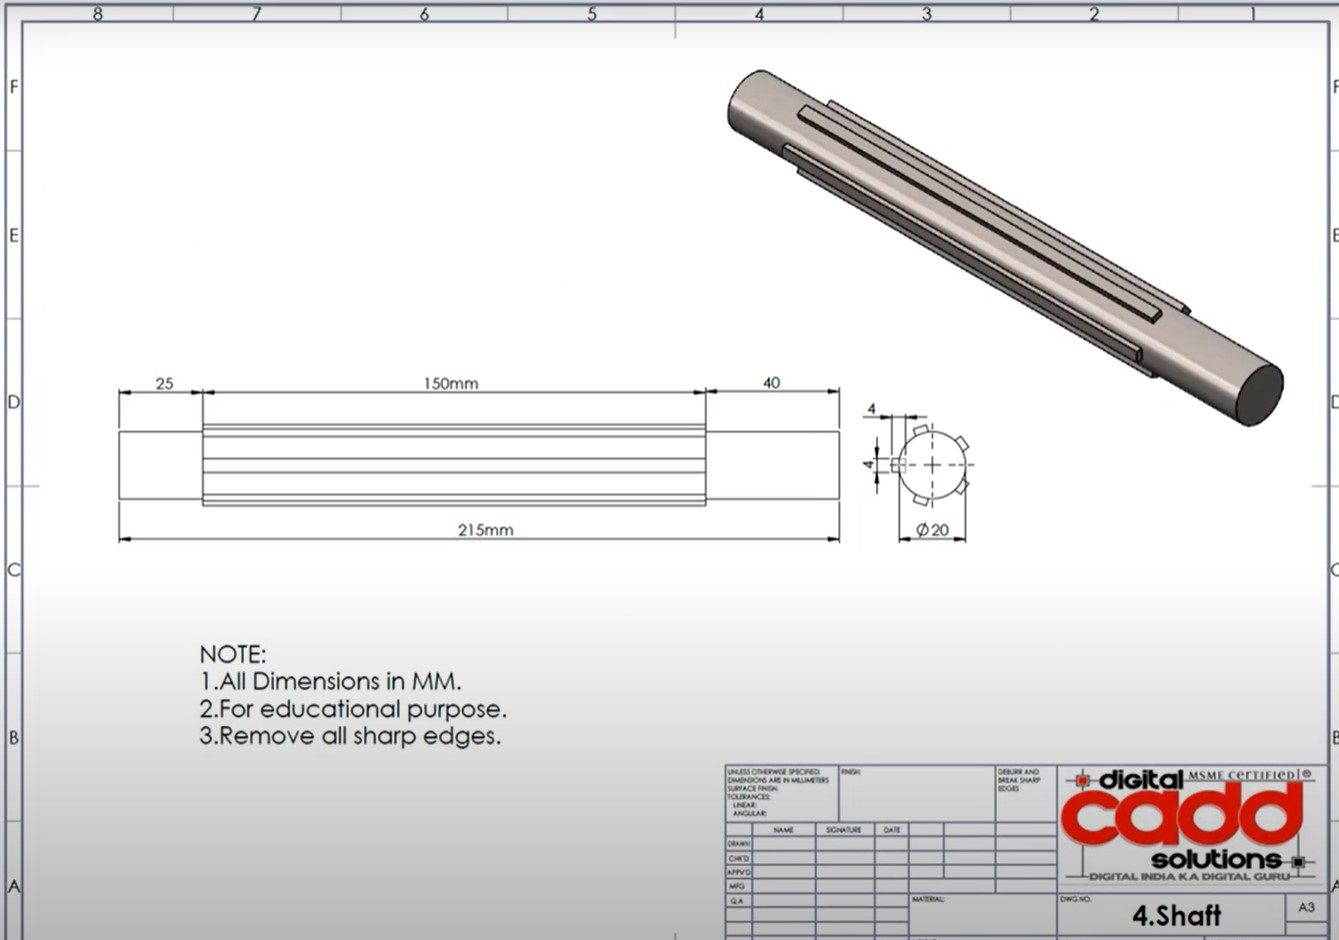 8 7 6 5 4 3 2 1
F F
E E
D D
C C
B B
A A
25 150mm 40
215mm
4
4
Ø20
NOTE:
1.All Dimensions in MM.
2.For educational purpose.
3.Remove all sharp edges.
UNLESS OTHERWISE SPECIFIED:
DIMENSIONS ARE IN MILLIMETERS
SURFACE FINISH:
TOLERANCES:
LINEAR:
ANGULAR:
FINISH:
DEBURR AND
BREAK SHARP
EDGES
NAME SIGNATURE DATE
DRAWN
CHK'D
APPV'D
MFG
Q.A
MATERIAL:
digital MSME CERTIFIED ®
cadd
solutions
DIGITAL INDIA KA DIGITAL GURU
DWG NO.
4.Shaft
A3